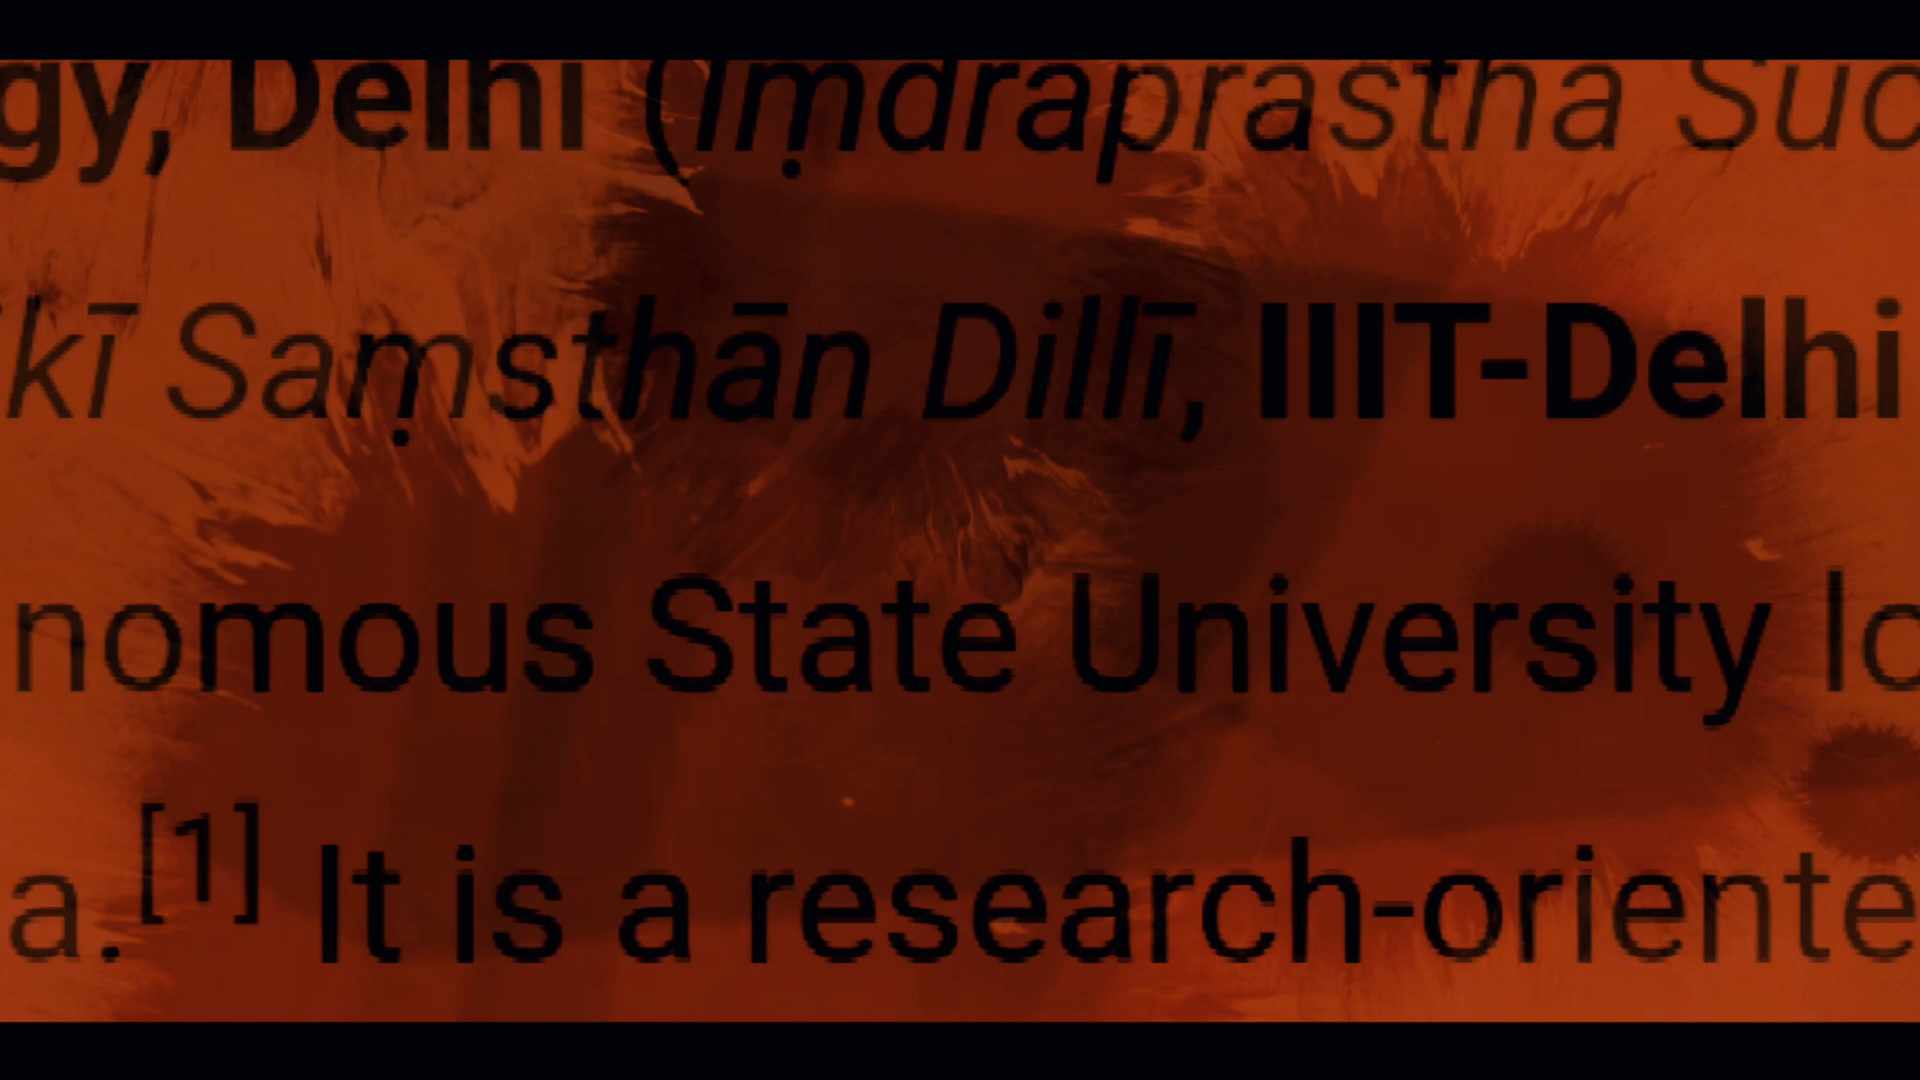 gy, Delhi (Iṃdraprastha Suc
kī Saṃsthān Dillī, IIIT-Delhi
nomous State University lo
a.[1] It is a research-oriente